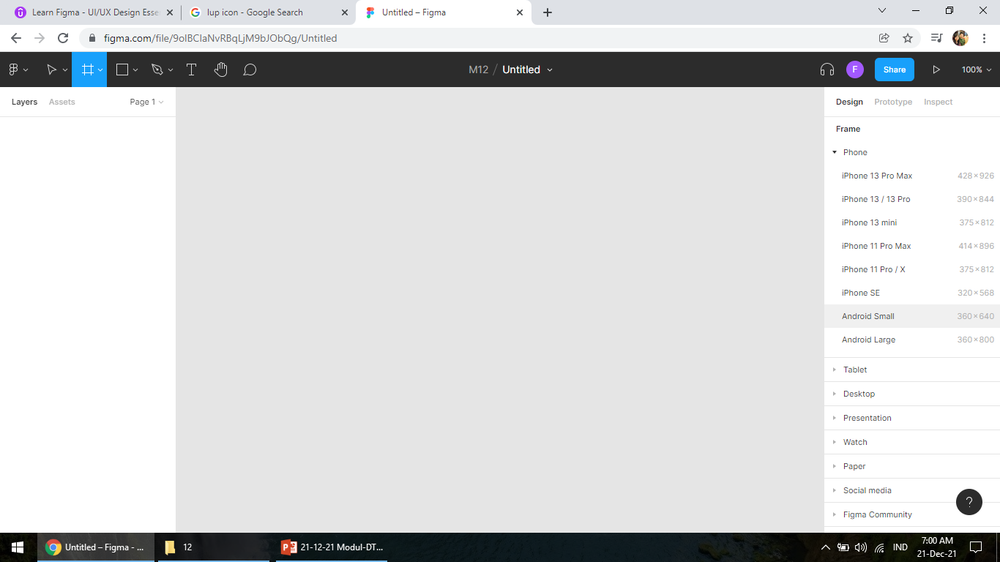 Learn Figma - UI/UX Design Esse
lup icon - Google Search
Untitled – Figma
figma.com/file/9oIBCIaNvRBqLjM9bJObQg/Untitled
M12 / Untitled
F
Share
100%
Layers
Assets
Page 1
Design
Prototype
Inspect
Frame
Phone
iPhone 13 Pro Max 428×926
iPhone 13 / 13 Pro 390×844
iPhone 13 mini 375×812
iPhone 11 Pro Max 414×896
iPhone 11 Pro / X 375×812
iPhone SE 320×568
Android Small 360×640
Android Large 360×800
Tablet
Desktop
Presentation
Watch
Paper
Social media
Figma Community
?
Untitled – Figma - ...
12
21-12-21 Modul-DT...
IND
7:00 AM
21-Dec-21